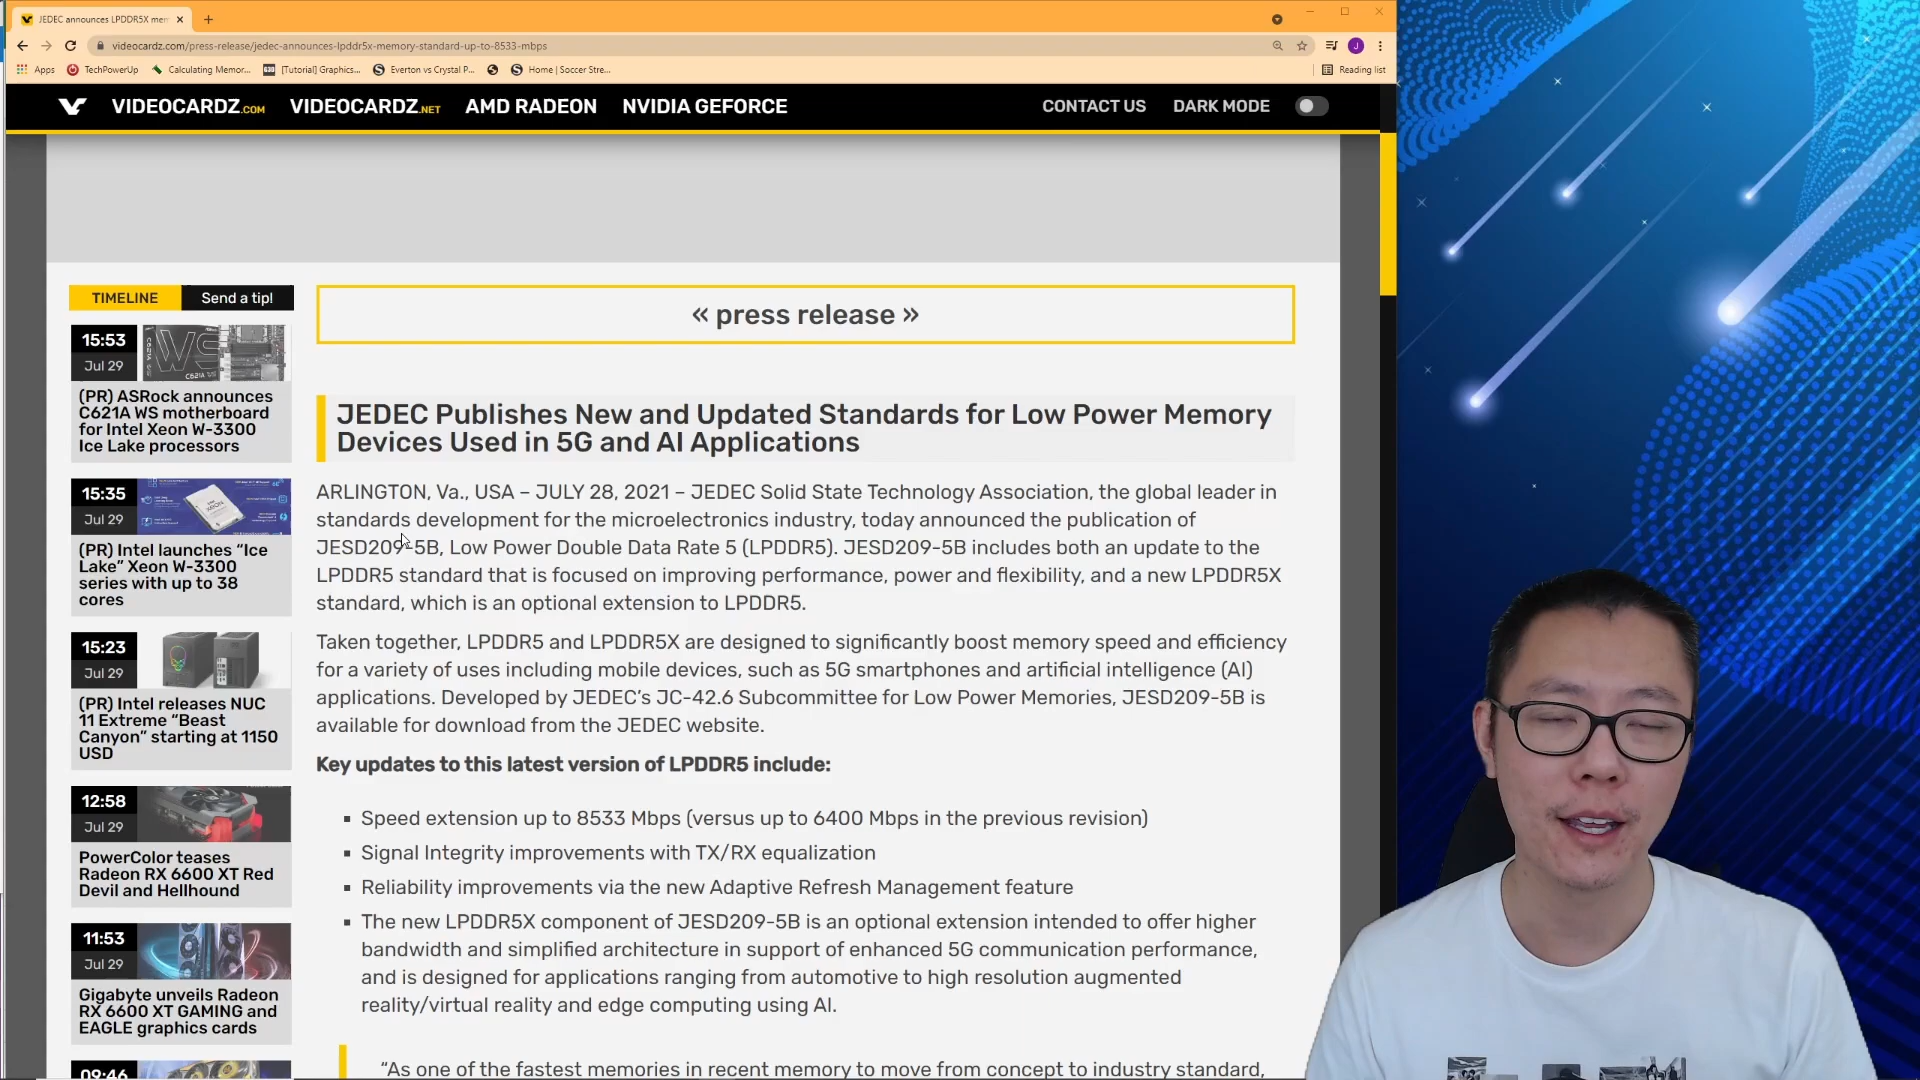 JEDEC announces LPDDR5X mem
videocardz.com/press-release/jedec-announces-lpddr5x-memory-standard-up-to-8533-mbps
J
Apps
TechPowerUp
Calculating Memor...
[Tutorial] Graphics...
Everton vs Crystal P...
Home | Soccer Stre...
Reading list
VIDEOCARDZ.COM
VIDEOCARDZ.NET
AMD RADEON
NVIDIA GEFORCE
CONTACT US
DARK MODE
TIMELINE
Send a tip!
15:53
Jul 29
WS
C621A
(PR) ASRock announces
C621A WS motherboard
for Intel Xeon W-3300
Ice Lake processors
15:35
Jul 29
(PR) Intel launches “Ice
Lake” Xeon W-3300
series with up to 38
cores
15:23
Jul 29
(PR) Intel releases NUC
11 Extreme “Beast
Canyon” starting at 1150
USD
12:58
Jul 29
PowerColor teases
Radeon RX 6600 XT Red
Devil and Hellhound
11:53
Jul 29
Gigabyte unveils Radeon
RX 6600 XT GAMING and
EAGLE graphics cards
09:46
« press release »
JEDEC Publishes New and Updated Standards for Low Power Memory
Devices Used in 5G and AI Applications
ARLINGTON, Va., USA – JULY 28, 2021 – JEDEC Solid State Technology Association, the global leader in
standards development for the microelectronics industry, today announced the publication of
JESD209-5B, Low Power Double Data Rate 5 (LPDDR5). JESD209-5B includes both an update to the
LPDDR5 standard that is focused on improving performance, power and flexibility, and a new LPDDR5X
standard, which is an optional extension to LPDDR5.
Taken together, LPDDR5 and LPDDR5X are designed to significantly boost memory speed and efficiency
for a variety of uses including mobile devices, such as 5G smartphones and artificial intelligence (AI)
applications. Developed by JEDEC’s JC-42.6 Subcommittee for Low Power Memories, JESD209-5B is
available for download from the JEDEC website.
Key updates to this latest version of LPDDR5 include:
Speed extension up to 8533 Mbps (versus up to 6400 Mbps in the previous revision)
Signal Integrity improvements with TX/RX equalization
Reliability improvements via the new Adaptive Refresh Management feature
The new LPDDR5X component of JESD209-5B is an optional extension intended to offer higher
bandwidth and simplified architecture in support of enhanced 5G communication performance,
and is designed for applications ranging from automotive to high resolution augmented
reality/virtual reality and edge computing using AI.
“As one of the fastest memories in recent memory to move from concept to industry standard,